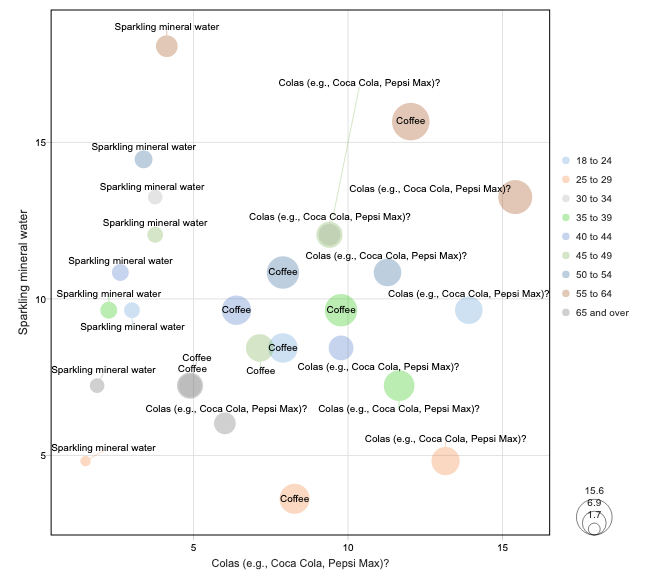 Sparkling mineral water
Colas (e.g., Coca Cola, Pepsi Max)?
Coffee
15
Sparkling mineral water
18 to 24
25 to 29
Sparkling mineral water
Colas (e.g., Coca Cola, Pepsi Max)?
30 to 34
35 to 39
Sparkling mineral water
Colas (e.g., Coca Cola, Pepsi Max)?
40 to 44
45 to 49
Sparkling mineral water
Coffee
Colas (e.g., Coca Cola, Pepsi Max)?
50 to 54
55 to 64
65 and over
Sparkling mineral water
10
Sparkling mineral water
Coffee
Coffee
Colas (e.g., Coca Cola, Pepsi Max)?
Sparkling mineral water
Coffee
Coffee
Coffee
Coffee
Sparkling mineral water
Colas (e.g., Coca Cola, Pepsi Max)?
Colas (e.g., Coca Cola, Pepsi Max)?
Colas (e.g., Coca Cola, Pepsi Max)?
Sparkling mineral water
Colas (e.g., Coca Cola, Pepsi Max)?
5
Coffee
15.6
6.9
1.7
5
10
15
Colas (e.g., Coca Cola, Pepsi Max)?